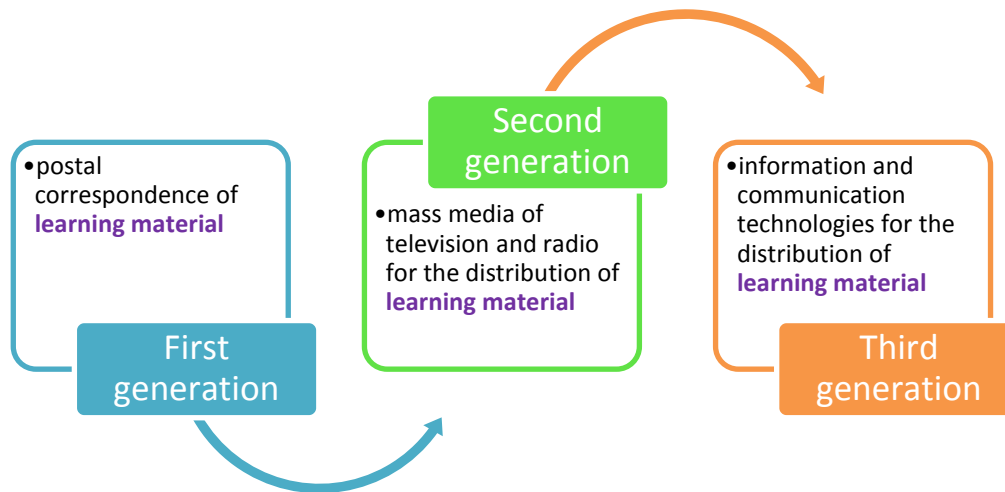 •postal
correspondence of
learning material
First
generation
Second
generation
•mass media of
television and radio
for the distribution of
learning material
•information and
communication
technologies for the
distribution of
learning material
Third
generation